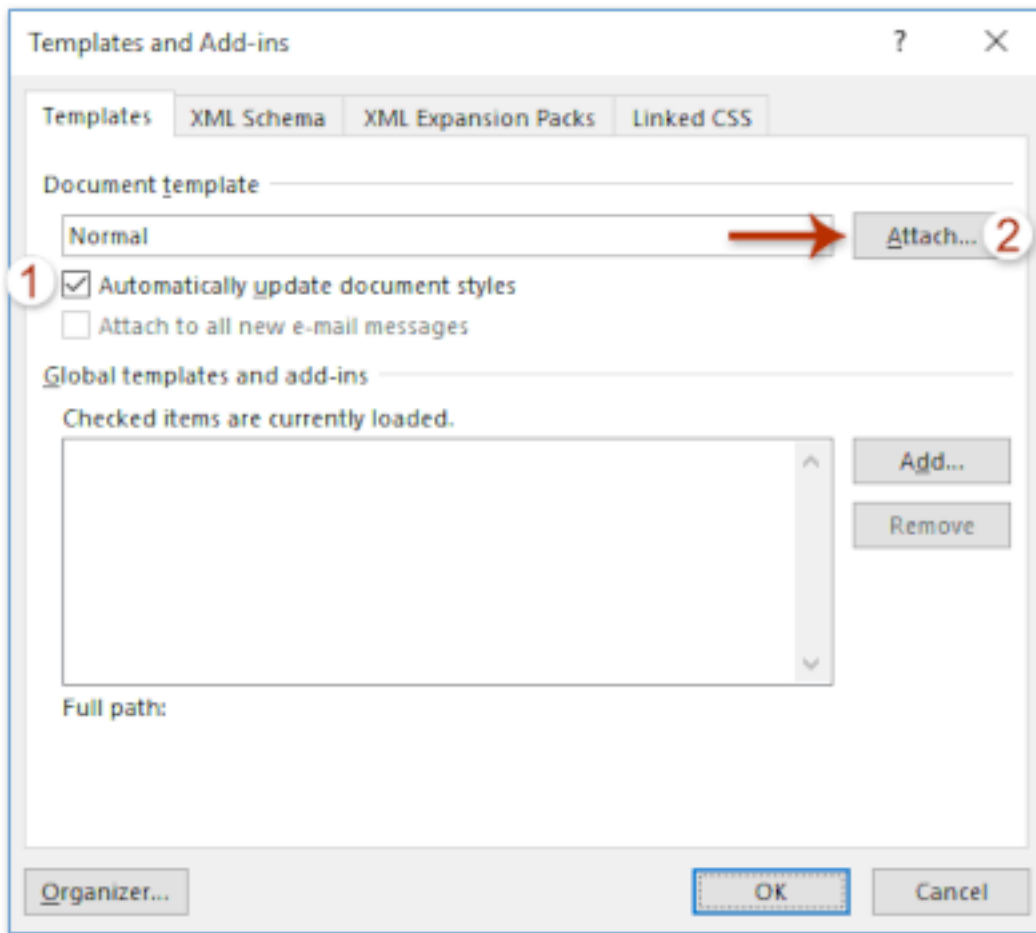 Templates and Add-ins ?
Templates XML Schema XML Expansion Packs Linked CSS
Document template
Normal Attach... 2
1 Automatically update document styles
Attach to all new e-mail messages
Global templates and add-ins
Checked items are currently loaded.
Add...
Remove
Full path:
Organizer... OK Cancel